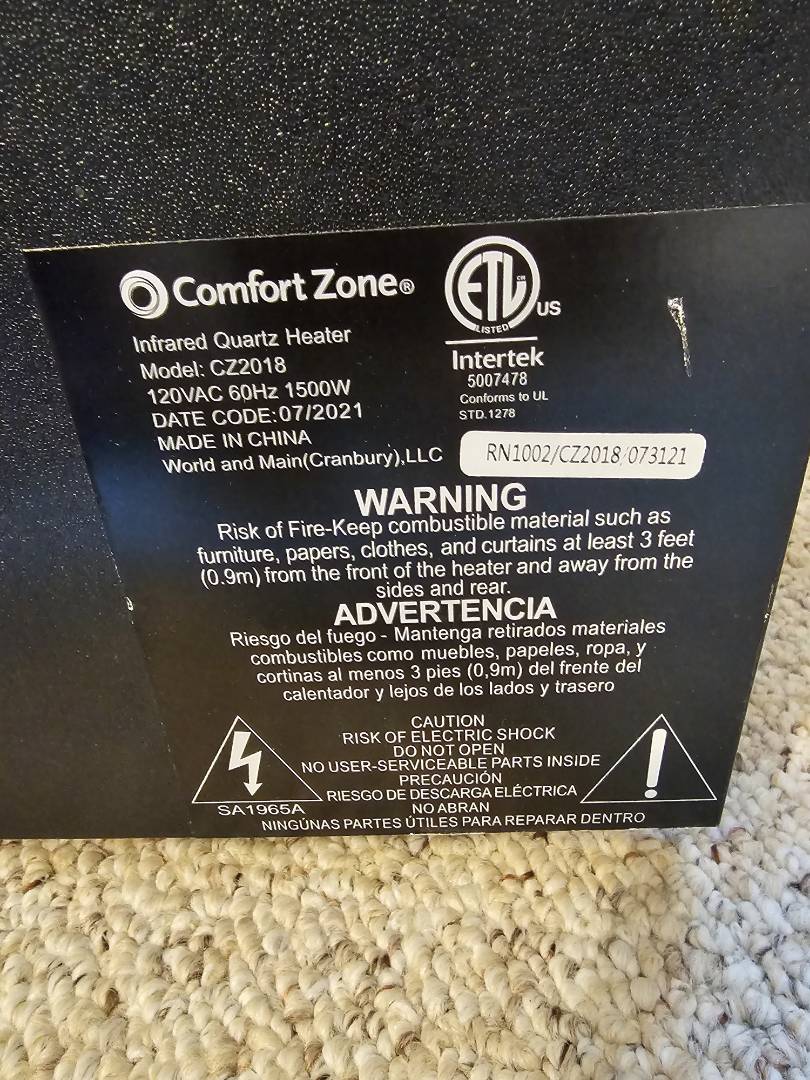 Comfort Zone®
Infrared Quartz Heater
Model: CZ2018
120VAC 60Hz 1500W
DATE CODE:07/2021
MADE IN CHINA
World and Main(Cranbury),LLC
ETL CM
LISTED
US
Intertek
5007478
Conforms to UL
STD.1278
RN1002/CZ2018/073121
WARNING
Risk of Fire-Keep combustible material such as
furniture, papers, clothes, and curtains at least 3 feet
(0.9m) from the front of the heater and away from the
sides and rear.
ADVERTENCIA
Riesgo del fuego - Mantenga retirados materiales
combustibles como muebles, papeles, ropa, y
cortinas al menos 3 pies (0,9m) del frente del
calentador y lejos de los lados y trasero
CAUTION
RISK OF ELECTRIC SHOCK
DO NOT OPEN
NO USER-SERVICEABLE PARTS INSIDE
PRECAUCIÓN
RIESGO DE DESCARGA ELÉCTRICA
NO ABRAN
NINGÚNAS PARTES ÚTILES PARA REPARAR DENTRO
SA1965A
!